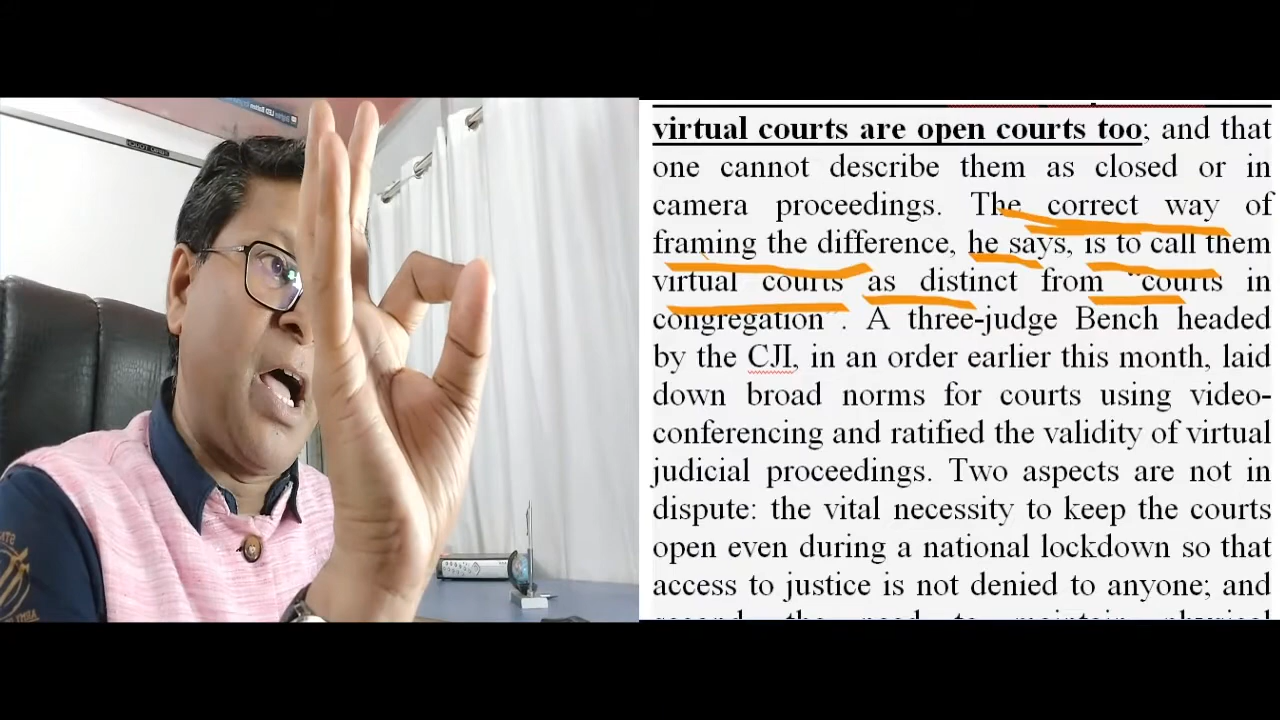 virtual courts are open courts too; and that
one cannot describe them as closed or in
camera proceedings. The correct way of
framing the difference, he says, is to call them
virtual courts as distinct from “courts in
congregation”. A three-judge Bench headed
by the CJI, in an order earlier this month, laid
down broad norms for courts using video-
conferencing and ratified the validity of virtual
judicial proceedings. Two aspects are not in
dispute: the vital necessity to keep the courts
open even during a national lockdown so that
access to justice is not denied to anyone; and